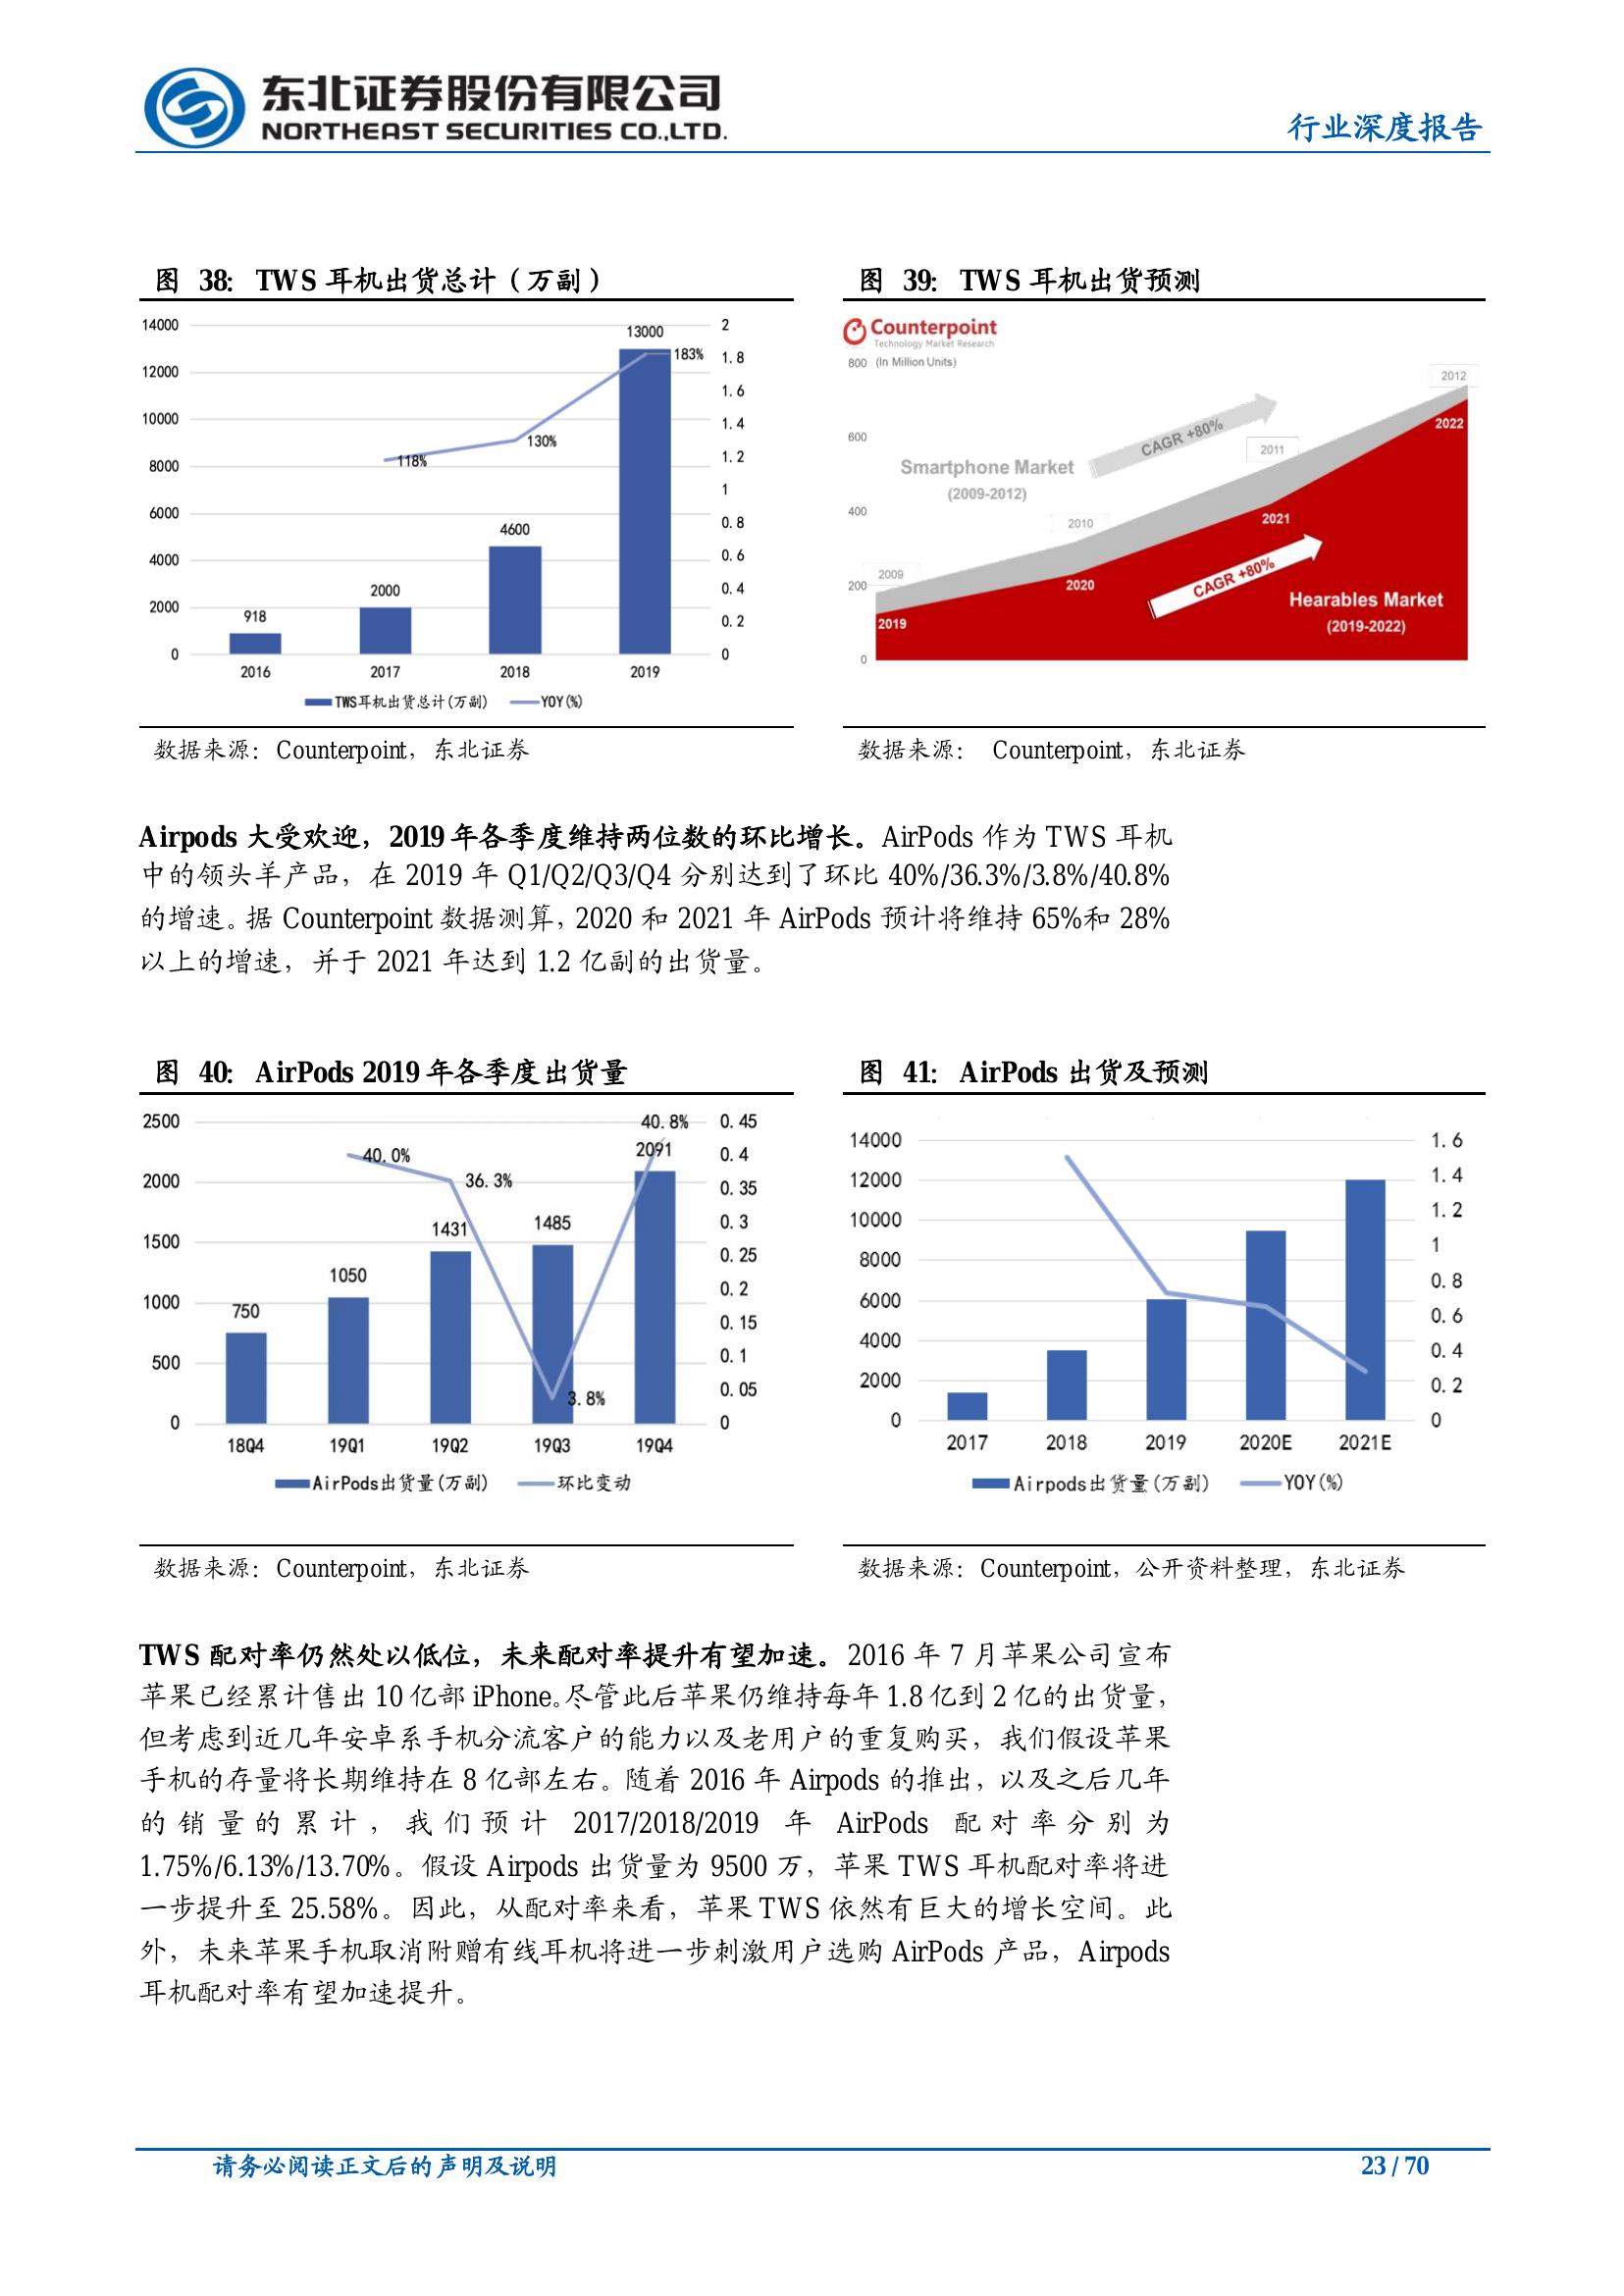 东北证券股份有限公司
NORTHEAST SECURITIES CO.,LTD.
行业深度报告
图 38: TWS 耳机出货总计（万副）
14000
12000
10000
8000
6000
4000
2000
0
2
1.8
1.6
1.4
1.2
1
0.8
0.6
0.4
0.2
0
918
2000
4600
13000
118%
130%
183%
2016 2017 2018 2019
TWS耳机出货总计(万副) YOY(%)
数据来源：Counterpoint，东北证券
图 39: TWS 耳机出货预测
Counterpoint
Technology Market Research
800 (In Million Units)
600
400
200
0
Smartphone Market
(2009-2012)
CAGR +80%
2009
2010
2011
2012
2019
2020
2021
2022
CAGR +80%
Hearables Market
(2019-2022)
数据来源： Counterpoint，东北证券
Airpods 大受欢迎，2019 年各季度维持两位数的环比增长。AirPods 作为 TWS 耳机
中的领头羊产品，在 2019 年 Q1/Q2/Q3/Q4 分别达到了环比 40%/36.3%/3.8%/40.8%
的增速。据 Counterpoint 数据测算，2020 和 2021 年 AirPods 预计将维持 65%和 28%
以上的增速，并于 2021 年达到 1.2 亿副的出货量。
图 40: AirPods 2019 年各季度出货量
2500
2000
1500
1000
500
0
0.45
0.4
0.35
0.3
0.25
0.2
0.15
0.1
0.05
0
750
1050
1431
1485
2091
40.0%
36.3%
3.8%
40.8%
18Q4 19Q1 19Q2 19Q3 19Q4
AirPods出货量(万副) 环比变动
数据来源：Counterpoint，东北证券
图 41: AirPods 出货及预测
14000
12000
10000
8000
6000
4000
2000
0
1.6
1.4
1.2
1
0.8
0.6
0.4
0.2
0
2017 2018 2019 2020E 2021E
Airpods出货量(万副) YOY(%)
数据来源：Counterpoint，公开资料整理，东北证券
TWS 配对率仍然处以低位，未来配对率提升有望加速。2016 年 7 月苹果公司宣布
苹果已经累计售出 10 亿部 iPhone。尽管此后苹果仍维持每年 1.8 亿到 2 亿的出货量，
但考虑到近几年安卓系手机分流客户的能力以及老用户的重复购买，我们假设苹果
手机的存量将长期维持在 8 亿部左右。随着 2016 年 Airpods 的推出，以及之后几年
的销量的累计，我们预计 2017/2018/2019 年 AirPods 配对率分别为
1.75%/6.13%/13.70%。假设 Airpods 出货量为 9500 万，苹果 TWS 耳机配对率将进
一步提升至 25.58%。因此，从配对率来看，苹果 TWS 依然有巨大的增长空间。此
外，未来苹果手机取消附赠有线耳机将进一步刺激用户选购 AirPods 产品，Airpods
耳机配对率有望加速提升。
请务必阅读正文后的声明及说明
23 / 70